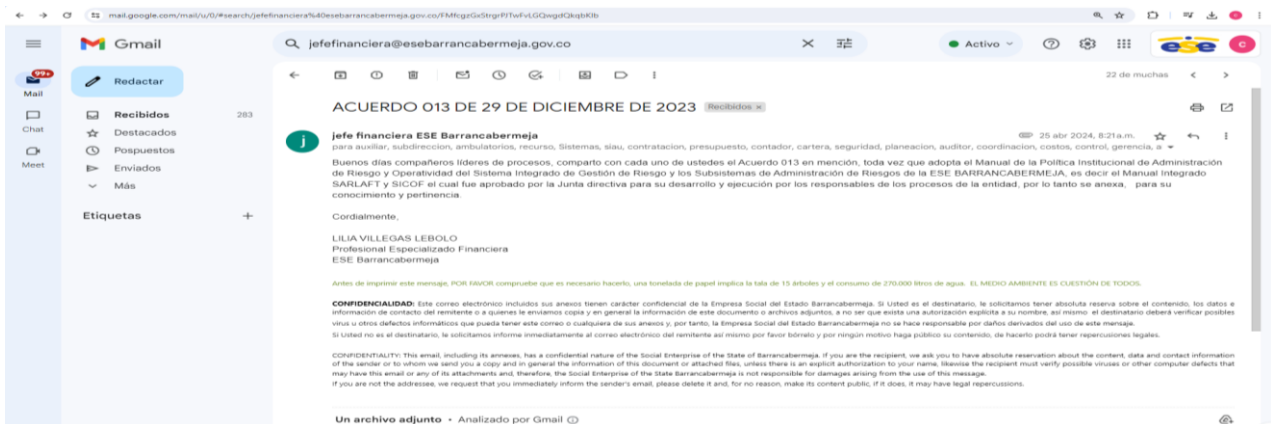 mail.google.com/mail/u/0/#search/jefefinanciera%40esebarrancabermeja.gov.co/FMfcgzGxStrgrPJTwFvLGQwgdQkqbKlb
Gmail
jefefinanciera@esebarrancabermeja.gov.co
Activo
ese
C
99+
Mail
Redactar
22 de muchas
Chat
Meet
Recibidos 283
Destacados
Pospuestos
Enviados
Más
Etiquetas
ACUERDO 013 DE 29 DE DICIEMBRE DE 2023 Recibidos ×
j
jefe financiera ESE Barrancabermeja 25 abr 2024, 8:21a.m.
para auxiliar, subdireccion, ambulatorios, recurso, Sistemas, siau, contratacion, presupuesto, contador, cartera, seguridad, planeacion, auditor, coordinacion, costos, control, gerencia, a
Buenos días compañeros líderes de procesos, comparto con cada uno de ustedes el Acuerdo 013 en mención, toda vez que adopta el Manual de la Política Institucional de Administración
de Riesgo y Operatividad del Sistema Integrado de Gestión de Riesgo y los Subsistemas de Administración de Riesgos de la ESE BARRANCABERMEJA, es decir el Manual Integrado
SARLAFT y SICOF el cual fue aprobado por la Junta directiva para su desarrollo y ejecución por los responsables de los procesos de la entidad, por lo tanto se anexa, para su
conocimiento y pertinencia.
Cordialmente,
LILIA VILLEGAS LEBOLO
Profesional Especializado Financiera
ESE Barrancabermeja
Antes de imprimir este mensaje, POR FAVOR compruebe que es necesario hacerlo, una tonelada de papel implica la tala de 15 árboles y el consumo de 270.000 litros de agua. EL MEDIO AMBIENTE ES CUESTIÓN DE TODOS.
CONFIDENCIALIDAD: Este correo electrónico incluidos sus anexos tienen carácter confidencial de la Empresa Social del Estado Barrancabermeja. Si Usted es el destinatario, le solicitamos tener absoluta reserva sobre el contenido, los datos e
información de contacto del remitente o a quienes le enviamos copia y en general la información de este documento o archivos adjuntos, a no ser que exista una autorización explícita a su nombre, así mismo el destinatario deberá verificar posibles
virus u otros defectos informáticos que pueda tener este correo o cualquiera de sus anexos y, por tanto, la Empresa Social del Estado Barrancabermeja no se hace responsable por daños derivados del uso de este mensaje.
Si Usted no es el destinatario, le solicitamos informe inmediatamente al correo electrónico del remitente así mismo por favor bórrelo y por ningún motivo haga público su contenido, de hacerlo podrá tener repercusiones legales.
CONFIDENTIALITY: This email, including its annexes, has a confidential nature of the Social Enterprise of the State of Barrancabermeja. If you are the recipient, we ask you to have absolute reservation about the content, data and contact information
of the sender or to whom we send you a copy and in general the information of this document or attached files, unless there is an explicit authorization to your name, likewise the recipient must verify possible viruses or other computer defects that
may have this email or any of its attachments and, therefore, the Social Enterprise of the State Barrancabermeja is not responsible for damages arising from the use of this message.
If you are not the addressee, we request that you immediately inform the sender's email, please delete it and, for no reason, make its content public, if it does, it may have legal repercussions.
Un archivo adjunto • Analizado por Gmail